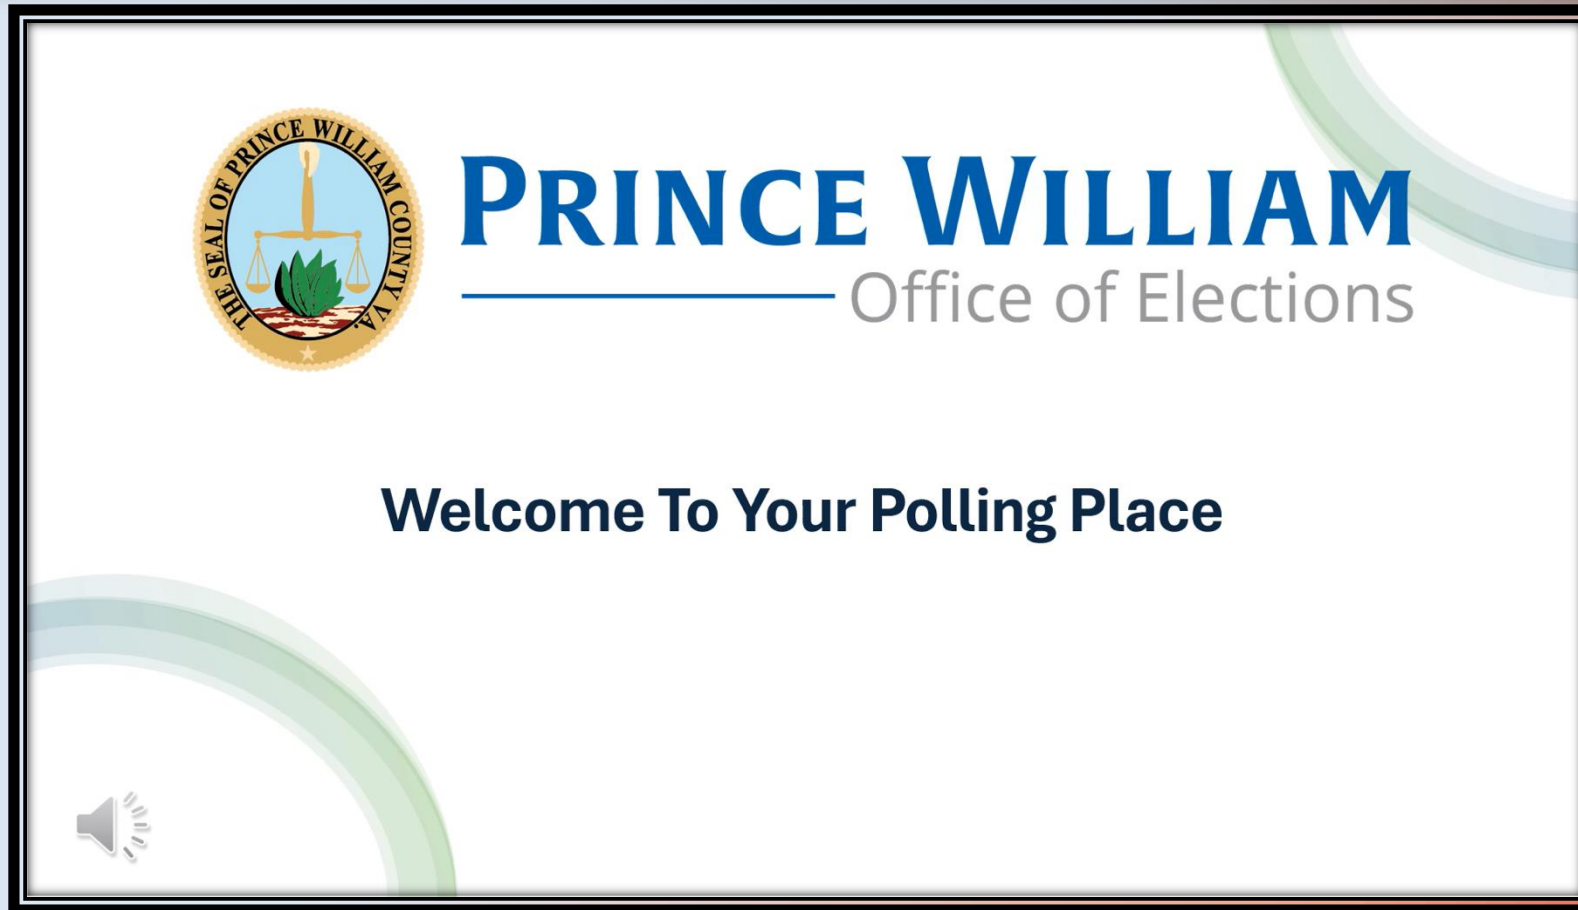 THE SEAL OF PRINCE WILLIAM COUNTY VA.
PRINCE WILLIAM
Office of Elections
Welcome To Your Polling Place